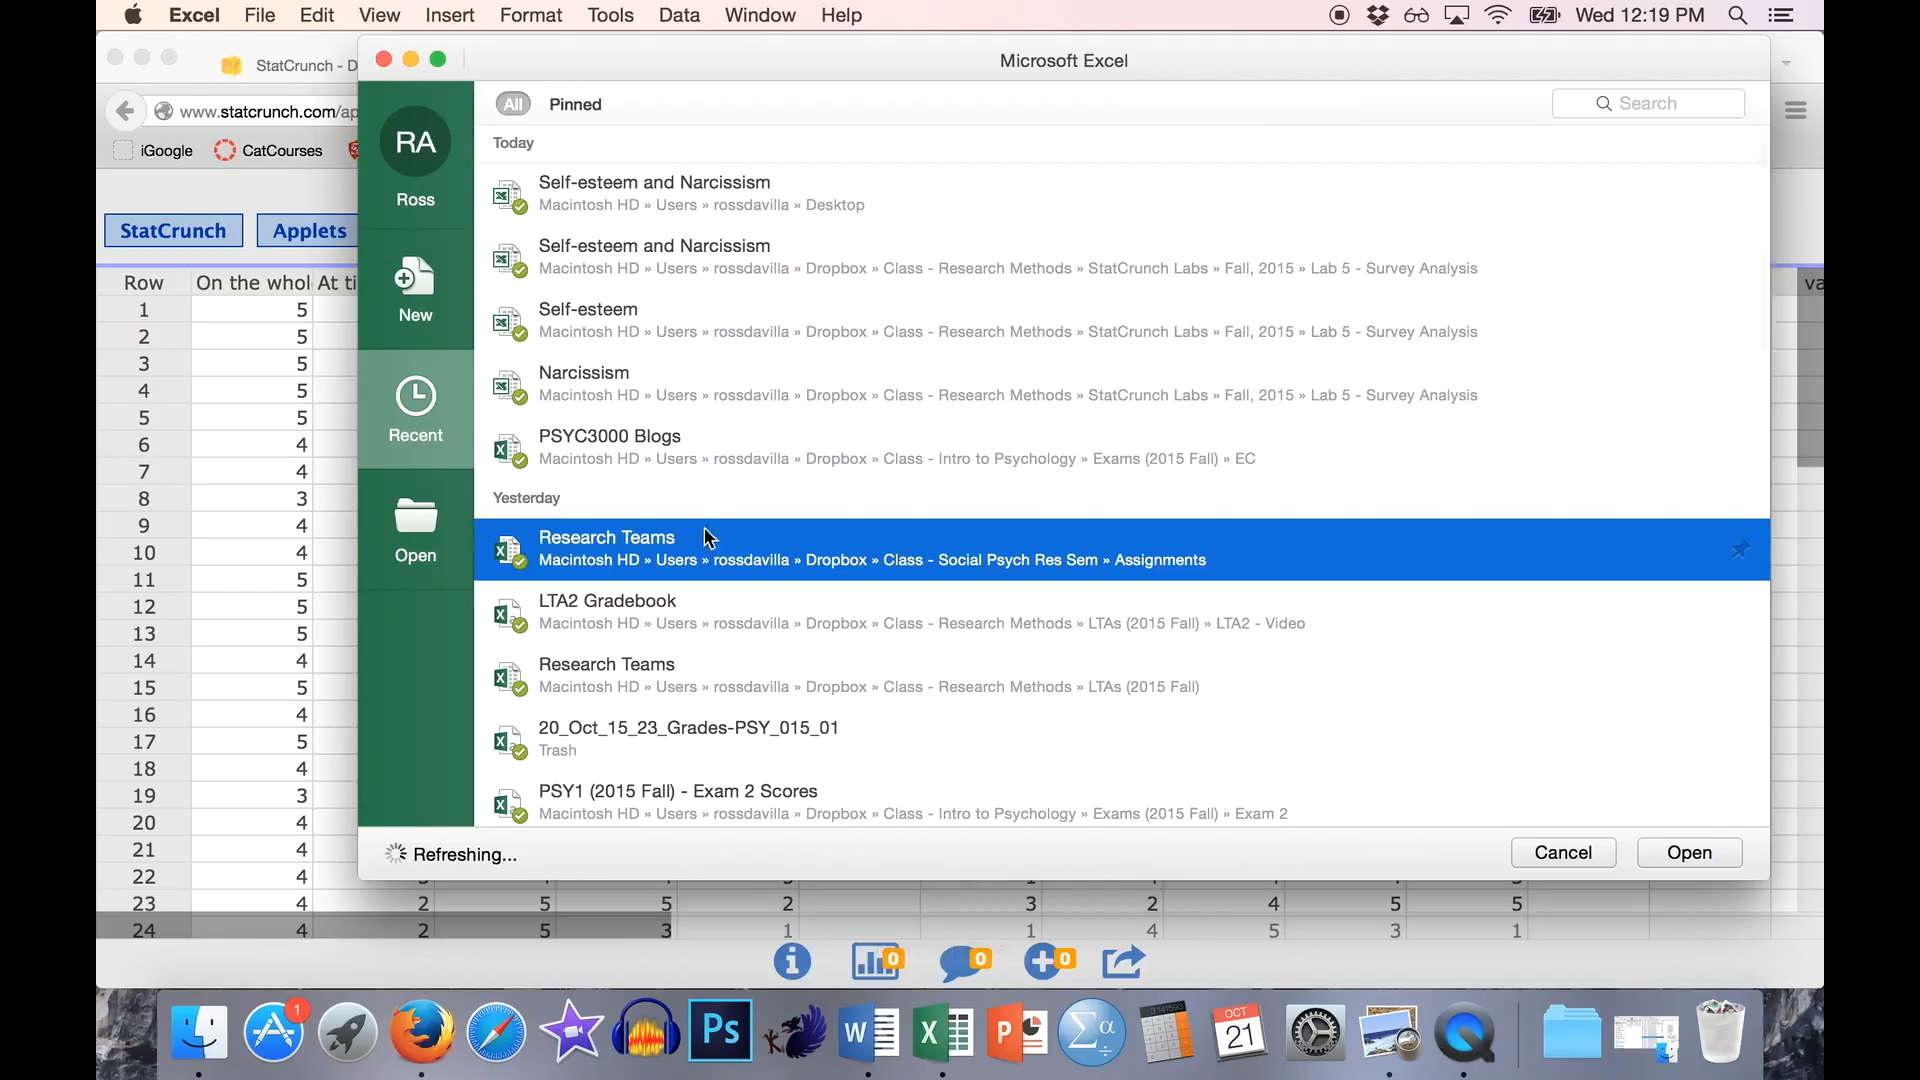 Excel File Edit View Insert Format Tools Data Window Help Wed 12:19 PM
StatCrunch - D
Microsoft Excel
www.statcrunch.com/ap
iGoogle CatCourses
StatCrunch Applets
RA
Ross
New
Recent
Open
All Pinned Search
Today
Self-esteem and Narcissism
Macintosh HD » Users » rossdavilla » Desktop
Self-esteem and Narcissism
Macintosh HD » Users » rossdavilla » Dropbox » Class - Research Methods » StatCrunch Labs » Fall, 2015 » Lab 5 - Survey Analysis
Self-esteem
Macintosh HD » Users » rossdavilla » Dropbox » Class - Research Methods » StatCrunch Labs » Fall, 2015 » Lab 5 - Survey Analysis
Narcissism
Macintosh HD » Users » rossdavilla » Dropbox » Class - Research Methods » StatCrunch Labs » Fall, 2015 » Lab 5 - Survey Analysis
PSYC3000 Blogs
Macintosh HD » Users » rossdavilla » Dropbox » Class - Intro to Psychology » Exams (2015 Fall) » EC
Yesterday
Research Teams
Macintosh HD » Users » rossdavilla » Dropbox » Class - Social Psych Res Sem » Assignments
LTA2 Gradebook
Macintosh HD » Users » rossdavilla » Dropbox » Class - Research Methods » LTAs (2015 Fall) » LTA2 - Video
Research Teams
Macintosh HD » Users » rossdavilla » Dropbox » Class - Research Methods » LTAs (2015 Fall)
20_Oct_15_23_Grades-PSY_015_01
Trash
PSY1 (2015 Fall) - Exam 2 Scores
Macintosh HD » Users » rossdavilla » Dropbox » Class - Intro to Psychology » Exams (2015 Fall) » Exam 2
Refreshing... Cancel Open
Row On the whol At ti va
1 5
2 5
3 5
4 5
5 5
6 4
7 4
8 3
9 4
10 4
11 5
12 5
13 5
14 4
15 5
16 4
17 5
18 4
19 3
20 4
21 4
22 4
23 4 2 5 5 2 3 2 4 5 5
24 4 2 5 3 1 1 4 5 3 1
0 0 0
1 Ps W X P Σα÷ OCT 21